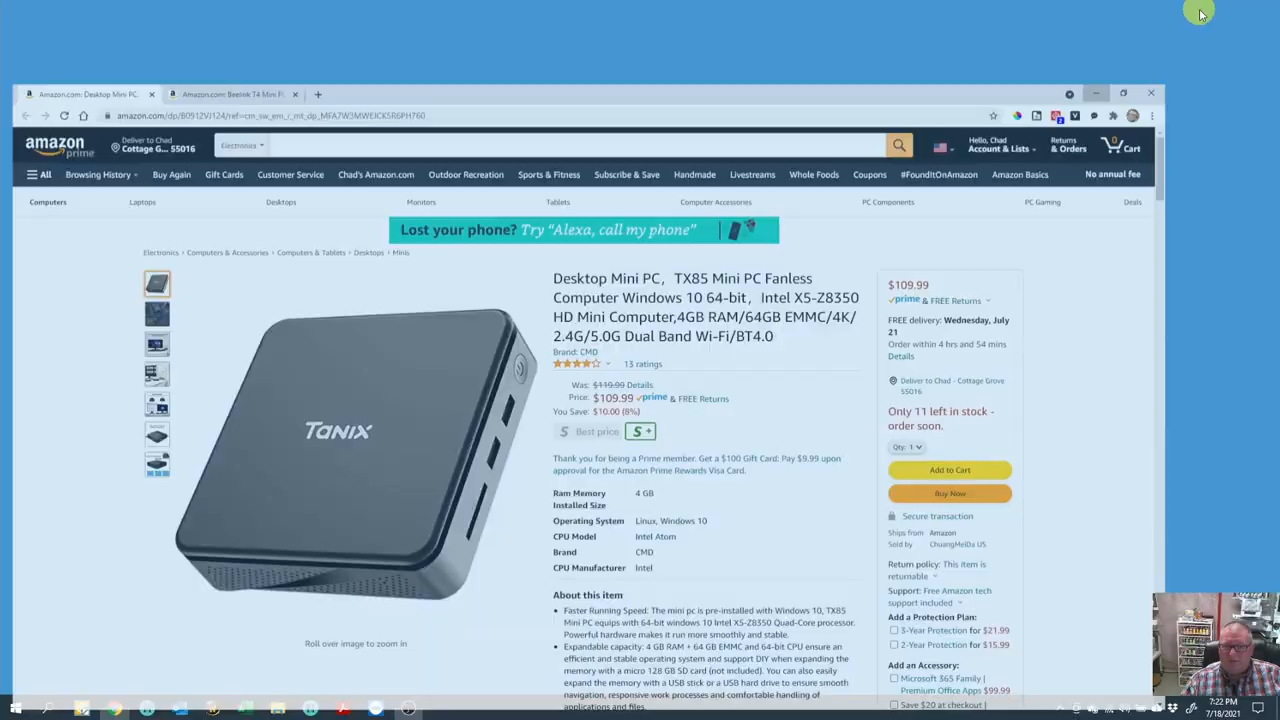 Amazon.com: Desktop Mini PC,
Amazon.com: Beelink T4 Mini P
amazon.com/dp/B091ZVJ124/ref=cm_sw_em_r_mt_dp_MFA7W3MWEJCK5R6PH760
2
amazon prime
Deliver to Chad
Cottage G... 55016
Electronics
Hello, Chad
Account & Lists
Returns
& Orders
0
Cart
All
Browsing History
Buy Again
Gift Cards
Customer Service
Chad's Amazon.com
Outdoor Recreation
Sports & Fitness
Subscribe & Save
Handmade
Livestreams
Whole Foods
Coupons
#FoundItOnAmazon
Amazon Basics
No annual fee
Computers
Laptops
Desktops
Monitors
Tablets
Computer Accessories
PC Components
PC Gaming
Deals
Lost your phone? Try “Alexa, call my phone”
Electronics › Computers & Accessories › Computers & Tablets › Desktops › Minis
TANIX
Roll over image to zoom in
Desktop Mini PC，TX85 Mini PC Fanless
Computer Windows 10 64-bit，Intel X5-Z8350
HD Mini Computer,4GB RAM/64GB EMMC/4K/
2.4G/5.0G Dual Band Wi-Fi/BT4.0
Brand: CMD
13 ratings
Was: $119.99 Details
Price: $109.99 prime & FREE Returns
You Save: $10.00 (8%)
S Best price S +
Thank you for being a Prime member. Get a $100 Gift Card: Pay $9.99 upon
approval for the Amazon Prime Rewards Visa Card.
Ram Memory Installed Size 4 GB
Operating System Linux, Windows 10
CPU Model Intel Atom
Brand CMD
CPU Manufacturer Intel
About this item
• Faster Running Speed: The mini pc is pre-installed with Windows 10, TX85
Mini PC equips with 64-bit windows 10 Intel X5-Z8350 Quad-Core processor.
Powerful hardware makes it run more smoothly and stable.
• Expandable capacity: 4 GB RAM + 64 GB EMMC and 64-bit CPU ensure an
efficient and stable operating system and support DIY when expanding the
memory with a micro 128 GB SD card (not included). You can also easily
expand the memory with a USB stick or a USB hard drive to ensure smooth
navigation, responsive work processes and comfortable handling of
applications and files.
$109.99
prime & FREE Returns
FREE delivery: Wednesday, July
21
Order within 4 hrs and 54 mins
Details
Deliver to Chad - Cottage Grove
55016
Only 11 left in stock -
order soon.
Qty: 1
Add to Cart
Buy Now
Secure transaction
Ships from Amazon
Sold by ChuangMeiDa US
Return policy: This item is
returnable
Support: Free Amazon tech
support included
Add a Protection Plan:
3-Year Protection for $21.99
2-Year Protection for $15.99
Add an Accessory:
Microsoft 365 Family |
Premium Office Apps $99.99
Save $20 at checkout |
7:22 PM
7/18/2021